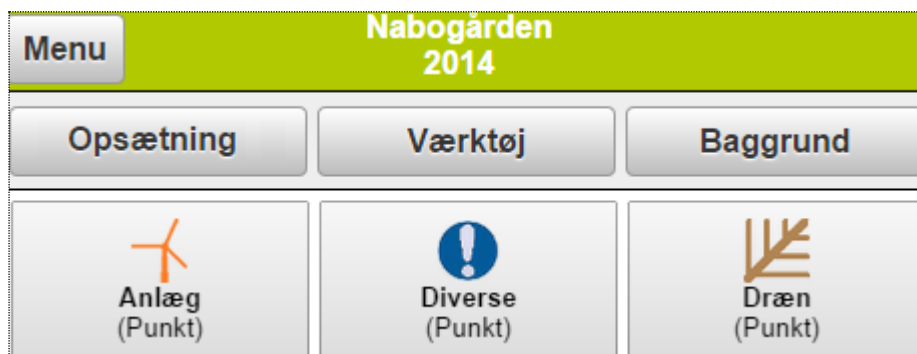 Menu
Nabogården
2014
Opsætning
Værktøj
Baggrund
Anlæg
(Punkt)
Diverse
(Punkt)
Dræn
(Punkt)